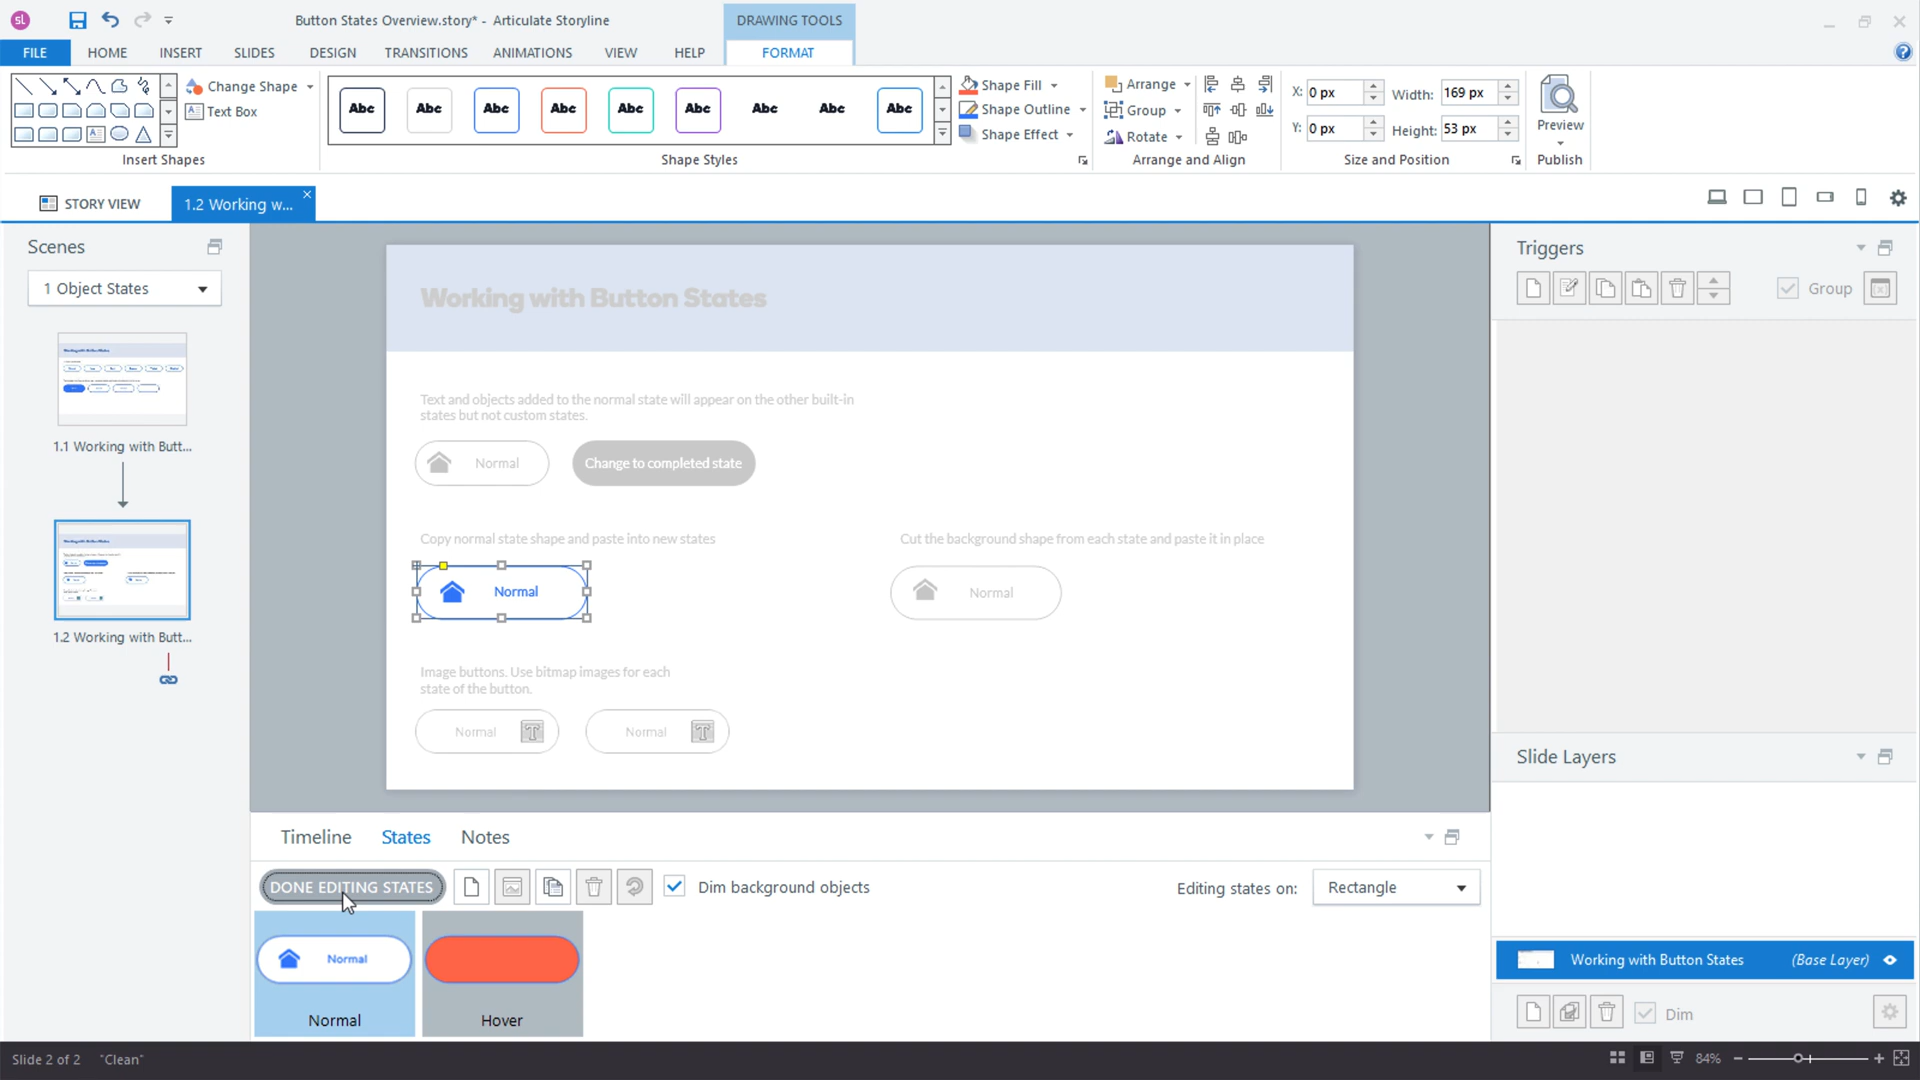 sl
Button States Overview.story* - Articulate Storyline
DRAWING TOOLS
FILE
HOME
INSERT
SLIDES
DESIGN
TRANSITIONS
ANIMATIONS
VIEW
HELP
FORMAT
Change Shape
Text Box
Insert Shapes
Abc
Abc
Abc
Abc
Abc
Abc
Abc
Abc
Abc
Shape Styles
Shape Fill
Shape Outline
Shape Effect
Arrange
Group
Rotate
Arrange and Align
X: 0 px
Width: 169 px
Y: 0 px
Height: 53 px
Size and Position
Preview
Publish
STORY VIEW
1.2 Working w...
Scenes
1 Object States
1.1 Working with Butt...
1.2 Working with Butt...
Working with Button States
Text and objects added to the normal state will appear on the other built-in
states but not custom states.
Normal
Change to completed state
Copy normal state shape and paste into new states
Normal
Cut the background shape from each state and paste it in place
Normal
Image buttons. Use bitmap images for each
state of the button.
Normal
T
Normal
T
Triggers
Group
Slide Layers
Working with Button States
(Base Layer)
Dim
Timeline
States
Notes
DONE EDITING STATES
Dim background objects
Editing states on:
Rectangle
Normal
Normal
Hover
Slide 2 of 2
"Clean"
84%